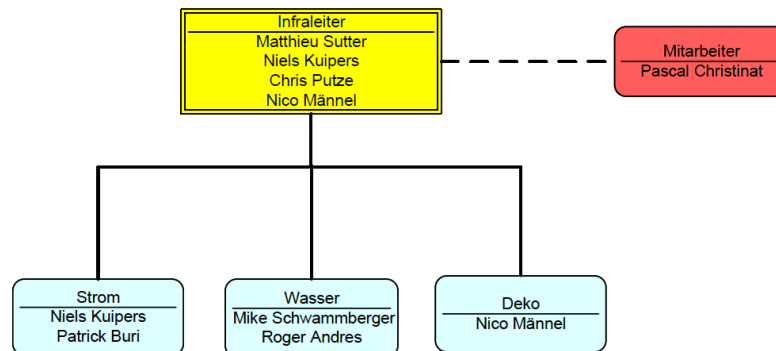 Infraleiter
Matthieu Sutter
Niels Kuipers
Chris Putze
Nico Männel
Mitarbeiter
Pascal Christinat
Strom
Niels Kuipers
Patrick Buri
Wasser
Mike Schwammberger
Roger Andres
Deko
Nico Männel